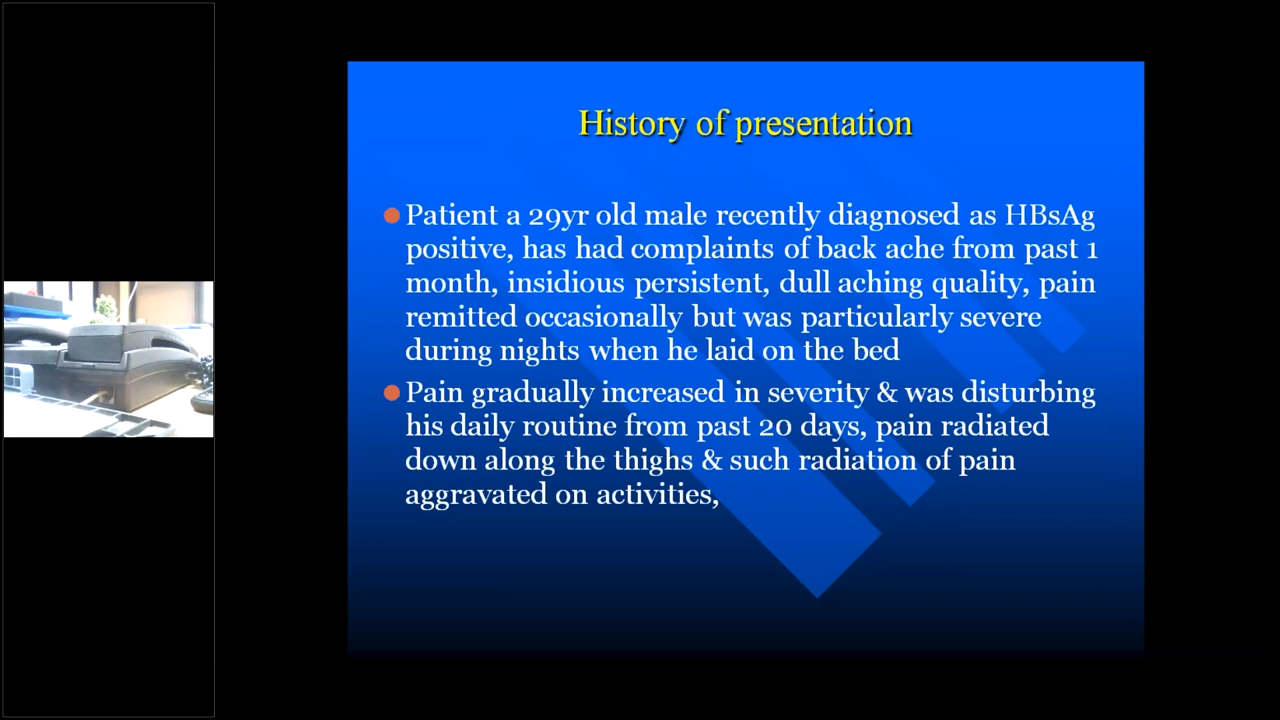 History of presentation
Patient a 29yr old male recently diagnosed as HBsAg
positive, has had complaints of back ache from past 1
month, insidious persistent, dull aching quality, pain
remitted occasionally but was particularly severe
during nights when he laid on the bed
Pain gradually increased in severity & was disturbing
his daily routine from past 20 days, pain radiated
down along the thighs & such radiation of pain
aggravated on activities,